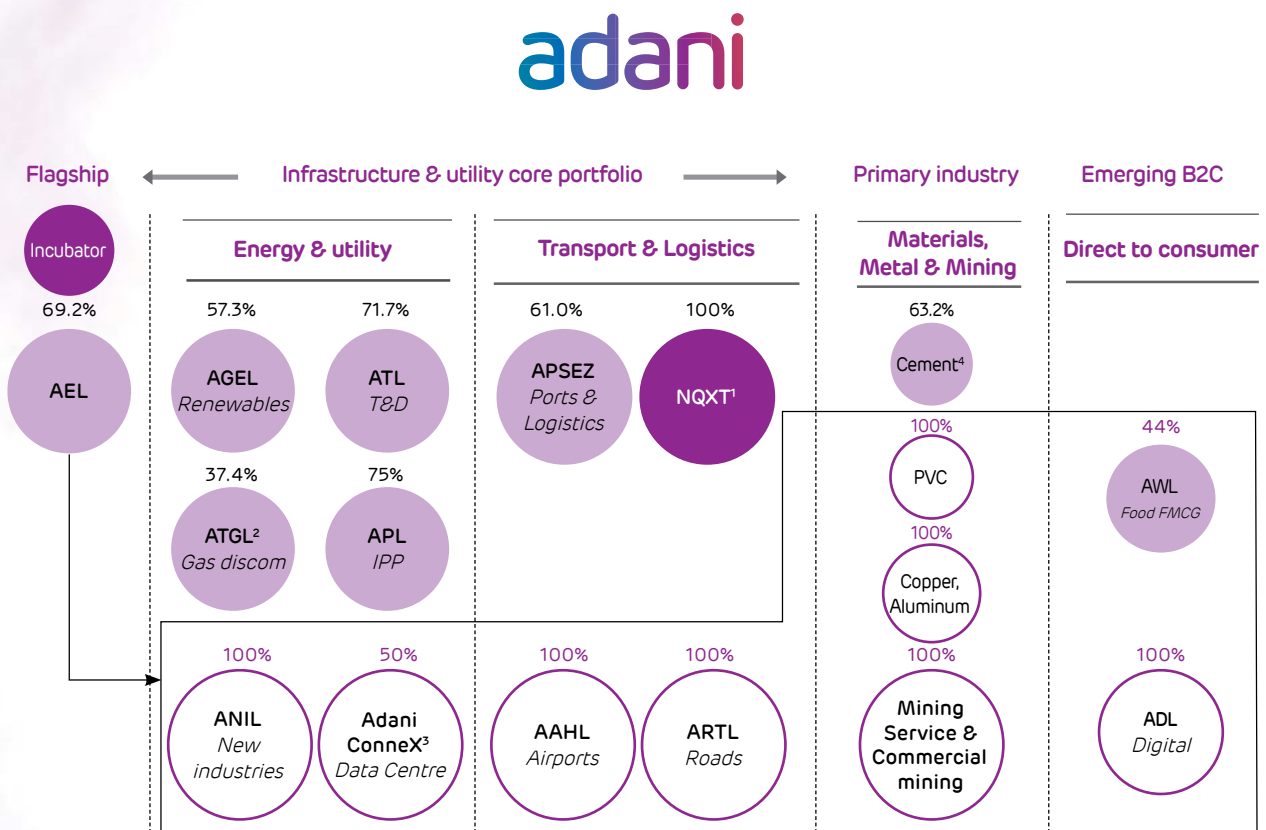 adani
Flagship
Infrastructure & utility core portfolio
Primary industry
Emerging B2C
Incubator
Energy & utility
Transport & Logistics
Materials,
Metal & Mining
Direct to consumer
69.2%
AEL
57.3%
AGEL
Renewables
71.7%
ATL
T&D
61.0%
APSEZ
Ports &
Logistics
100%
NQXT¹
63.2%
Cement⁴
37.4%
ATGL²
Gas discom
75%
APL
IPP
100%
PVC
100%
Copper,
Aluminum
44%
AWL
Food FMCG
100%
ANIL
New
industries
50%
Adani
ConneX³
Data Centre
100%
AAHL
Airports
100%
ARTL
Roads
100%
Mining
Service &
Commercial
mining
100%
ADL
Digital